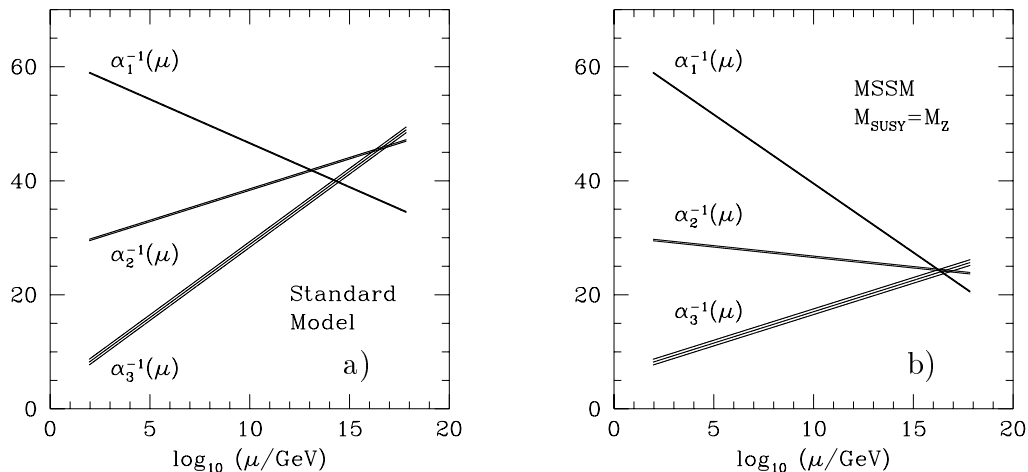 60
40
20
0
α₁⁻¹(μ)
α₂⁻¹(μ)
α₃⁻¹(μ)
Standard
Model
a)
0 5 10 15 20
log₁₀ (μ/GeV)
60
40
20
0
α₁⁻¹(μ)
MSSM
M_SUSY=M_Z
α₂⁻¹(μ)
α₃⁻¹(μ)
b)
0 5 10 15 20
log₁₀ (μ/GeV)